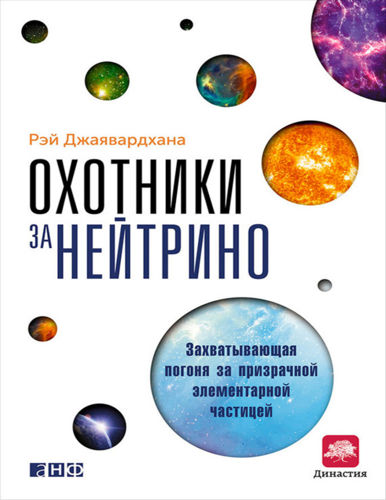 Рэй Джаявардхана
ОХОТНИКИ
ЗА НЕЙТРИНО
Захватывающая
погоня за призрачной
элементарной
частицей
АНФ
ДИНАСТИЯ